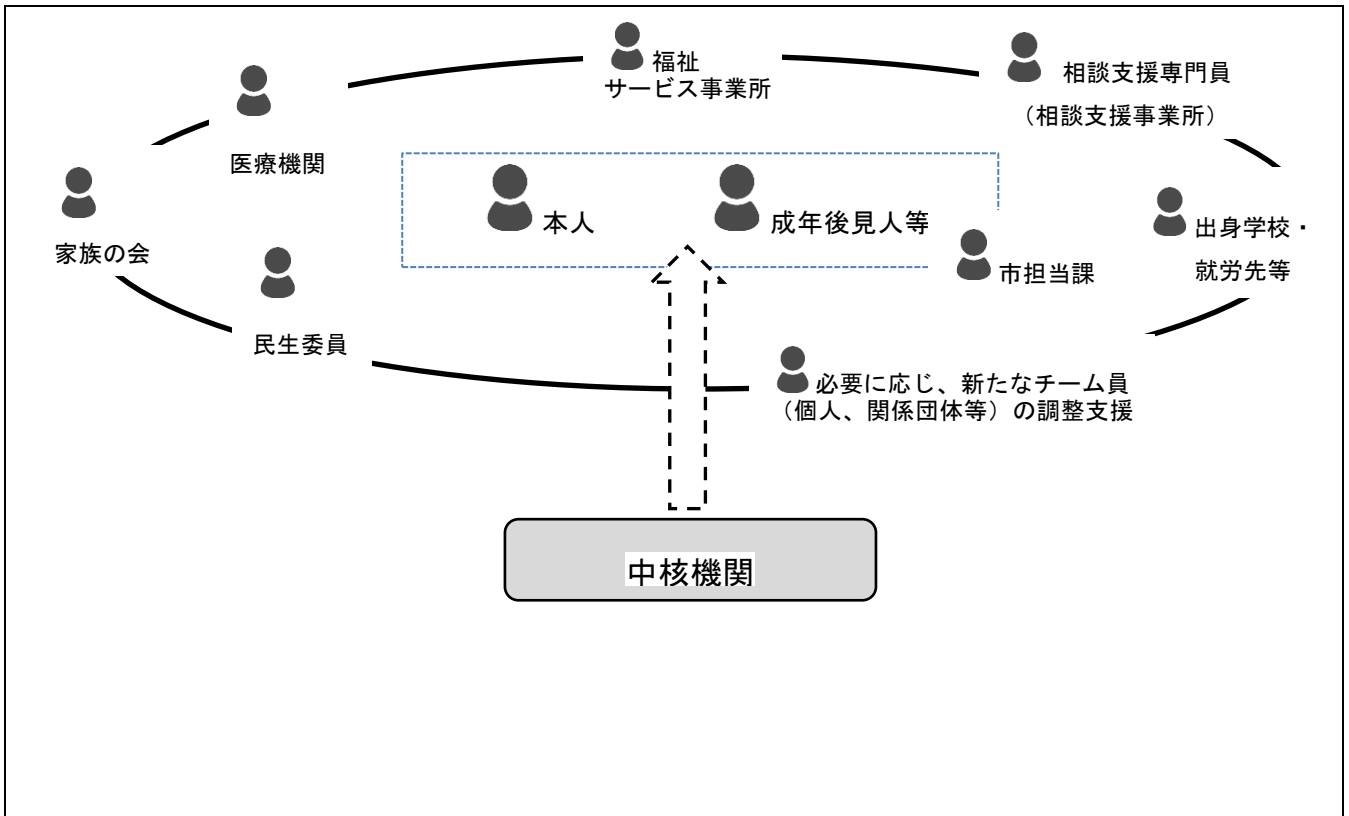 福祉
サービス事業所
相談支援専門員
（相談支援事業所）
医療機関
本人
成年後見人等
出身学校・
就労先等
家族の会
市担当課
民生委員
必要に応じ、新たなチーム員
（個人、関係団体等）の調整支援
中核機関